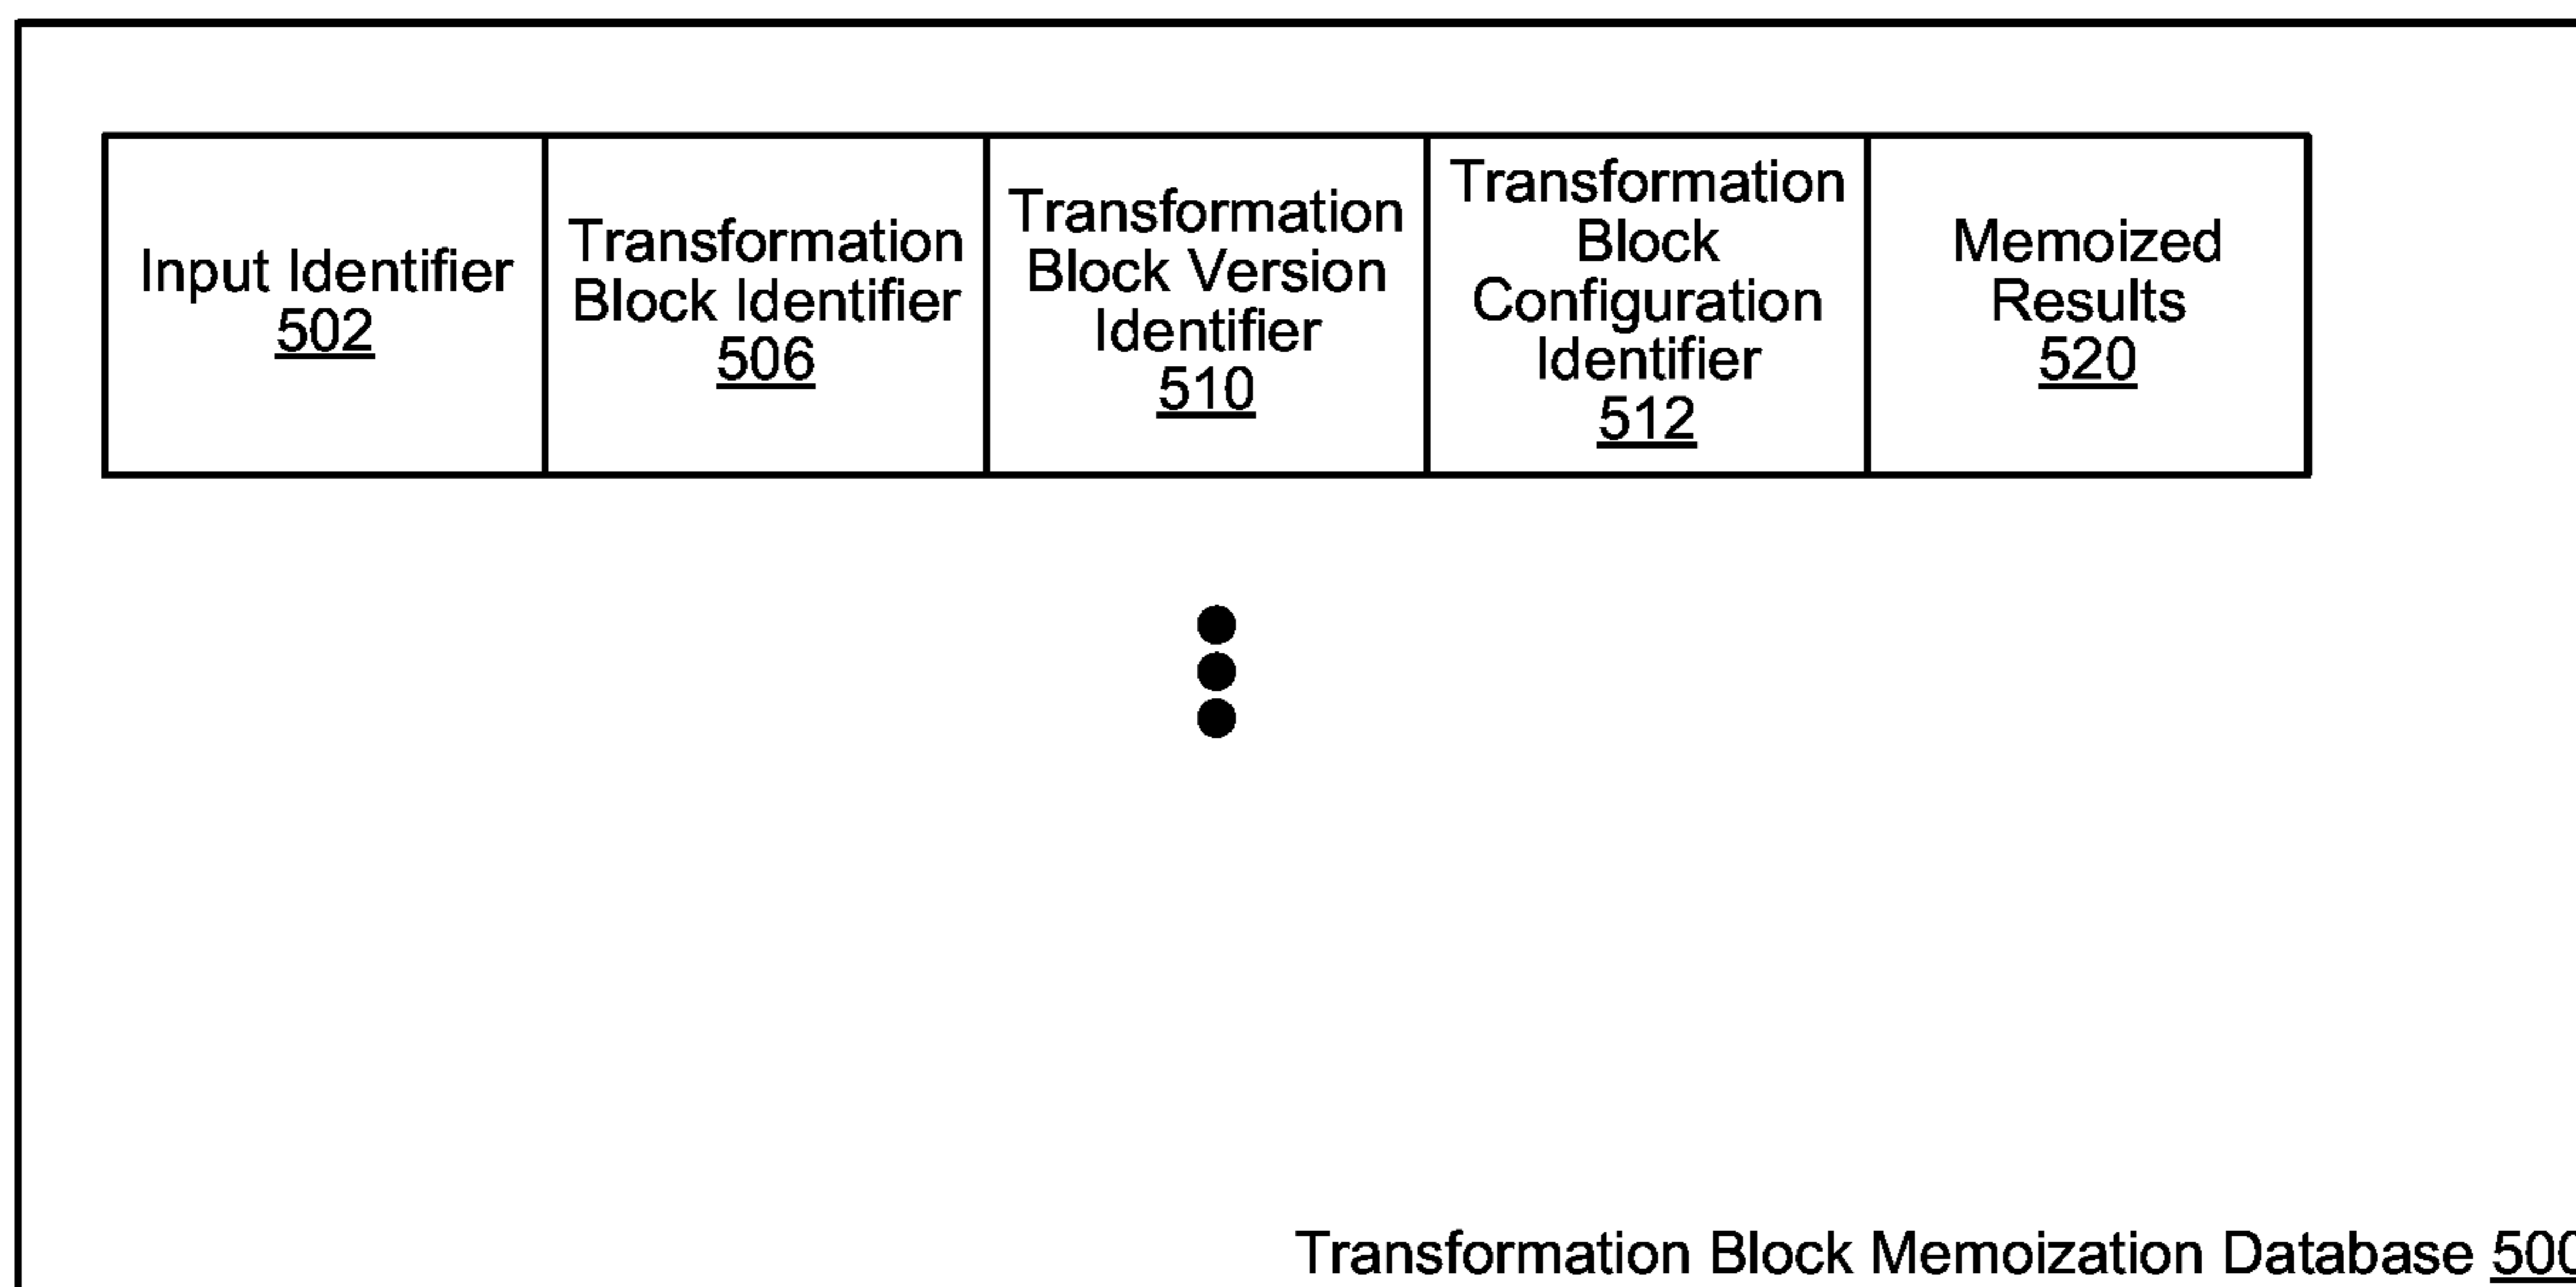 Input Identifier
502
Transformation
Block Identifier
506
Transformation
Block Version
Identifier
510
Transformation
Block
Configuration
Identifier
512
Memoized
Results
520
Transformation Block Memoization Database 500